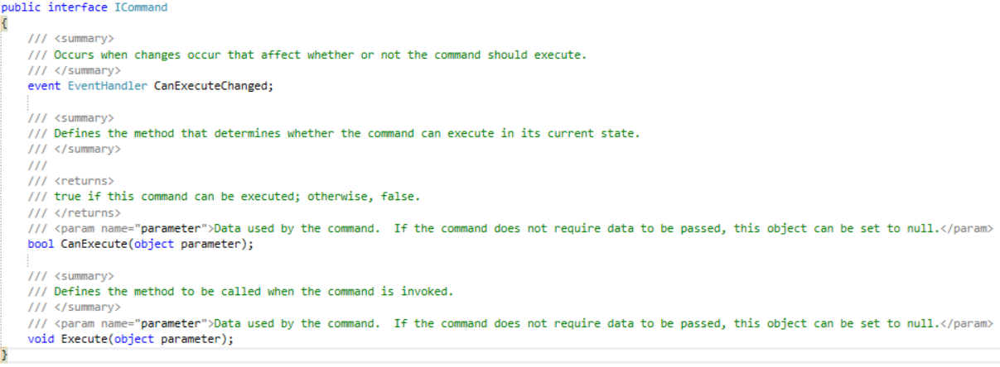 public interface ICommand
{
/// <summary>
/// Occurs when changes occur that affect whether or not the command should execute.
/// </summary>
event EventHandler CanExecuteChanged;
/// <summary>
/// Defines the method that determines whether the command can execute in its current state.
/// </summary>
///
/// <returns>
/// true if this command can be executed; otherwise, false.
/// </returns>
/// <param name="parameter">Data used by the command.  If the command does not require data to be passed, this object can be set to null.</param>
bool CanExecute(object parameter);
/// <summary>
/// Defines the method to be called when the command is invoked.
/// </summary>
/// <param name="parameter">Data used by the command.  If the command does not require data to be passed, this object can be set to null.</param>
void Execute(object parameter);
}